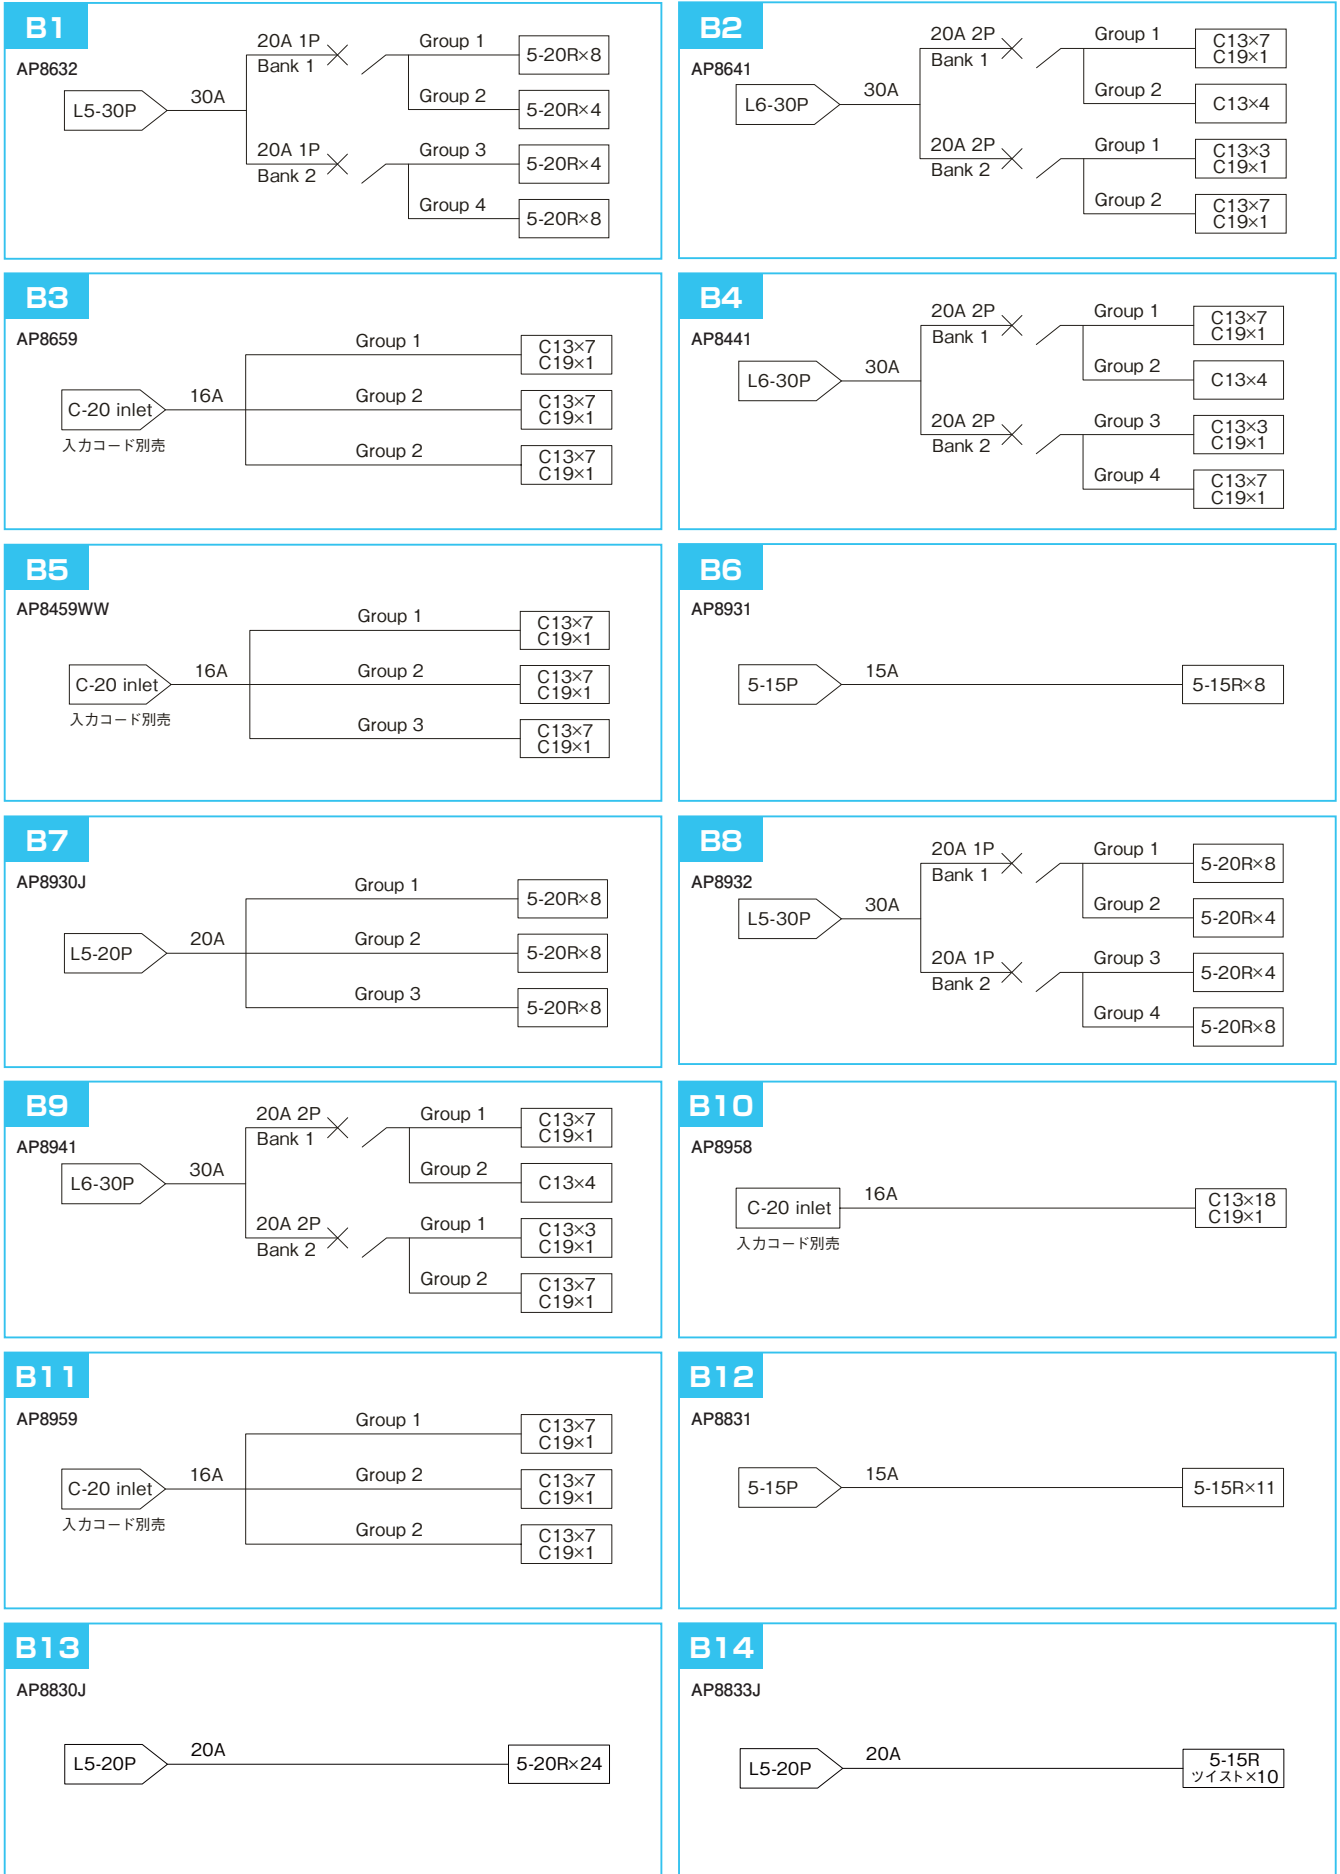 B1
AP8632
L5-30P
30A
20A 1P
Bank 1
Group 1
5-20R×8
Group 2
5-20R×4
20A 1P
Bank 2
Group 3
5-20R×4
Group 4
5-20R×8
B2
AP8641
L6-30P
30A
20A 2P
Bank 1
Group 1
C13×7
C19×1
Group 2
C13×4
20A 2P
Bank 2
Group 1
C13×3
C19×1
Group 2
C13×7
C19×1
B3
AP8659
C-20 inlet
入力コード別売
16A
Group 1
C13×7
C19×1
Group 2
C13×7
C19×1
Group 2
C13×7
C19×1
B4
AP8441
L6-30P
30A
20A 2P
Bank 1
Group 1
C13×7
C19×1
Group 2
C13×4
20A 2P
Bank 2
Group 3
C13×3
C19×1
Group 4
C13×7
C19×1
B5
AP8459WW
C-20 inlet
入力コード別売
16A
Group 1
C13×7
C19×1
Group 2
C13×7
C19×1
Group 3
C13×7
C19×1
B6
AP8931
5-15P
15A
5-15R×8
B7
AP8930J
L5-20P
20A
Group 1
5-20R×8
Group 2
5-20R×8
Group 3
5-20R×8
B8
AP8932
L5-30P
30A
20A 1P
Bank 1
Group 1
5-20R×8
Group 2
5-20R×4
20A 1P
Bank 2
Group 3
5-20R×4
Group 4
5-20R×8
B9
AP8941
L6-30P
30A
20A 2P
Bank 1
Group 1
C13×7
C19×1
Group 2
C13×4
20A 2P
Bank 2
Group 1
C13×3
C19×1
Group 2
C13×7
C19×1
B10
AP8958
C-20 inlet
入力コード別売
16A
C13×18
C19×1
B11
AP8959
C-20 inlet
入力コード別売
16A
Group 1
C13×7
C19×1
Group 2
C13×7
C19×1
Group 2
C13×7
C19×1
B12
AP8831
5-15P
15A
5-15R×11
B13
AP8830J
L5-20P
20A
5-20R×24
B14
AP8833J
L5-20P
20A
5-15R
ツイスト×10